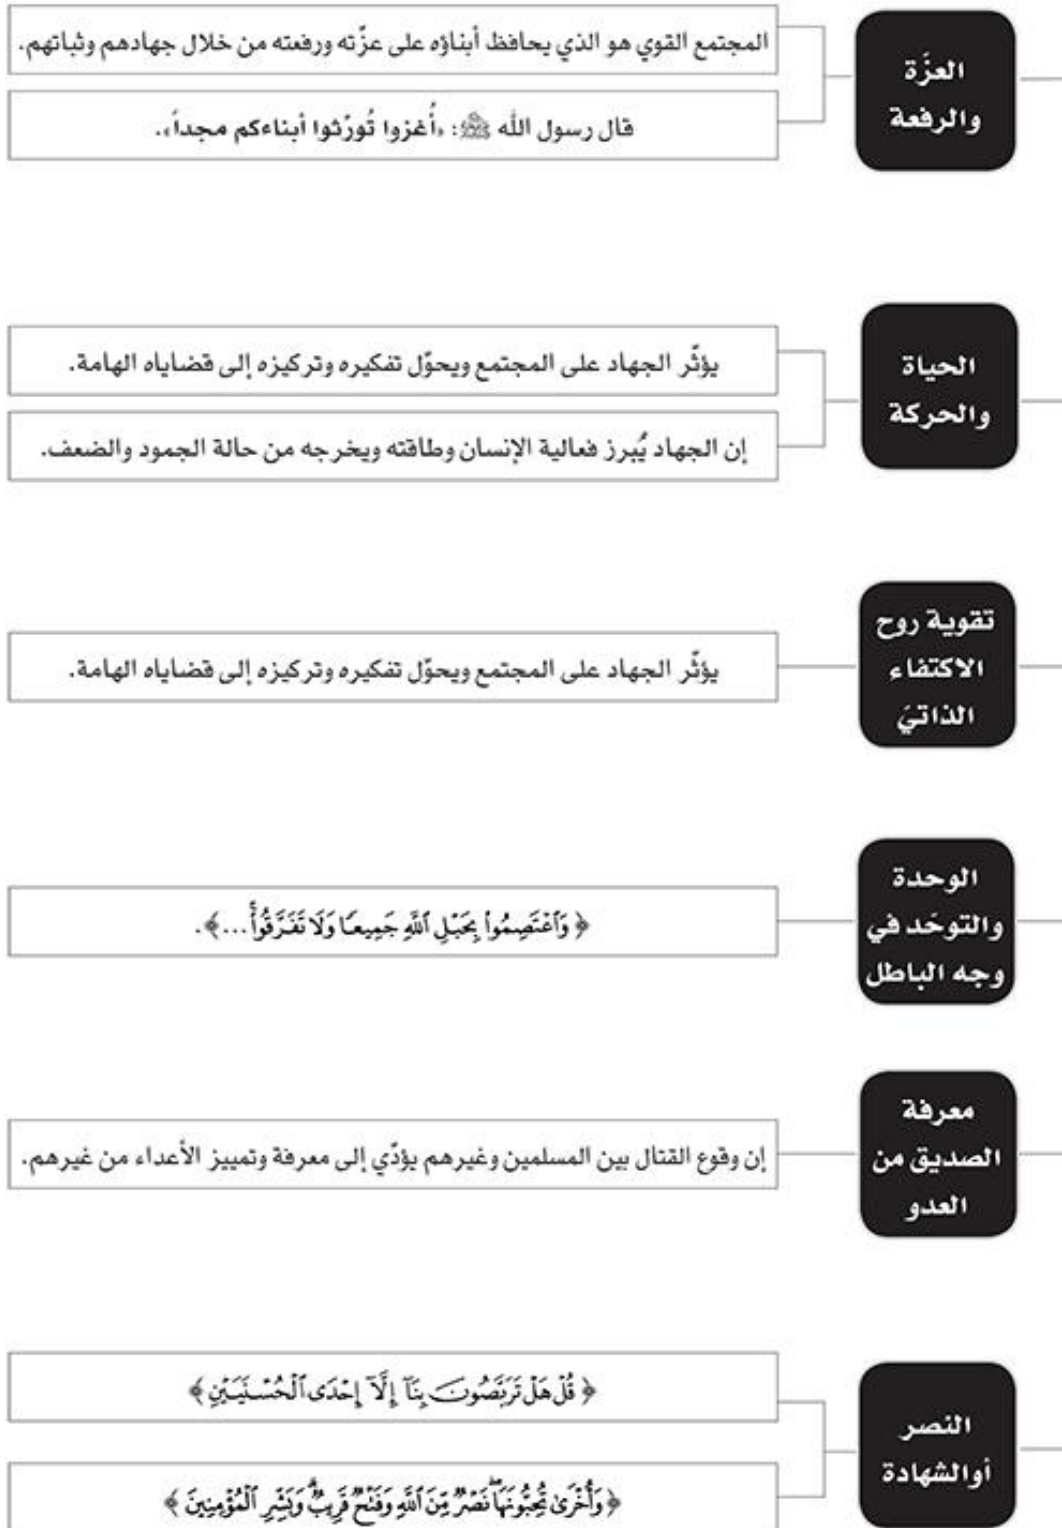 العزَّة
والرفعة
المجتمع القوي هو الذي يحافظ أبناؤه على عزّته ورفعته من خلال جهادهم وثباتهم.
قال رسول الله ﷺ: «أُغزوا تُورّثوا أبناءكم مجداً».
الحياة
والحركة
يؤثّر الجهاد على المجتمع ويحوّل تفكيره وتركيزه إلى قضاياه الهامة.
إن الجهاد يُبرز فعالية الإنسان وطاقته ويخرجه من حالة الجمود والضعف.
تقوية روح
الاكتفاء
الذاتيّ
يؤثّر الجهاد على المجتمع ويحوّل تفكيره وتركيزه إلى قضاياه الهامة.
الوحدة
والتوحّد في
وجه الباطل
﴿ وَٱعْتَصِمُوا۟ بِحَبْلِ ٱللَّهِ جَمِيعًا وَلَا تَفَرَّقُوا۟ۚ...﴾.
معرفة
الصديق من
العدو
إن وقوع القتال بين المسلمين وغيرهم يؤدّي إلى معرفة وتمييز الأعداء من غيرهم.
النصر
أوالشهادة
﴿ قُلْ هَلْ تَرَبَّصُونَ بِنَآ إِلَّآ إِحْدَى ٱلْحُسْنَيَيْنِ ﴾
﴿ وَأُخْرَىٰ تُحِبُّونَهَا ۖ نَصْرٌ مِّنَ ٱللَّهِ وَفَتْحٌ قَرِيبٌ ۗ وَبَشِّرِ ٱلْمُؤْمِنِينَ ﴾